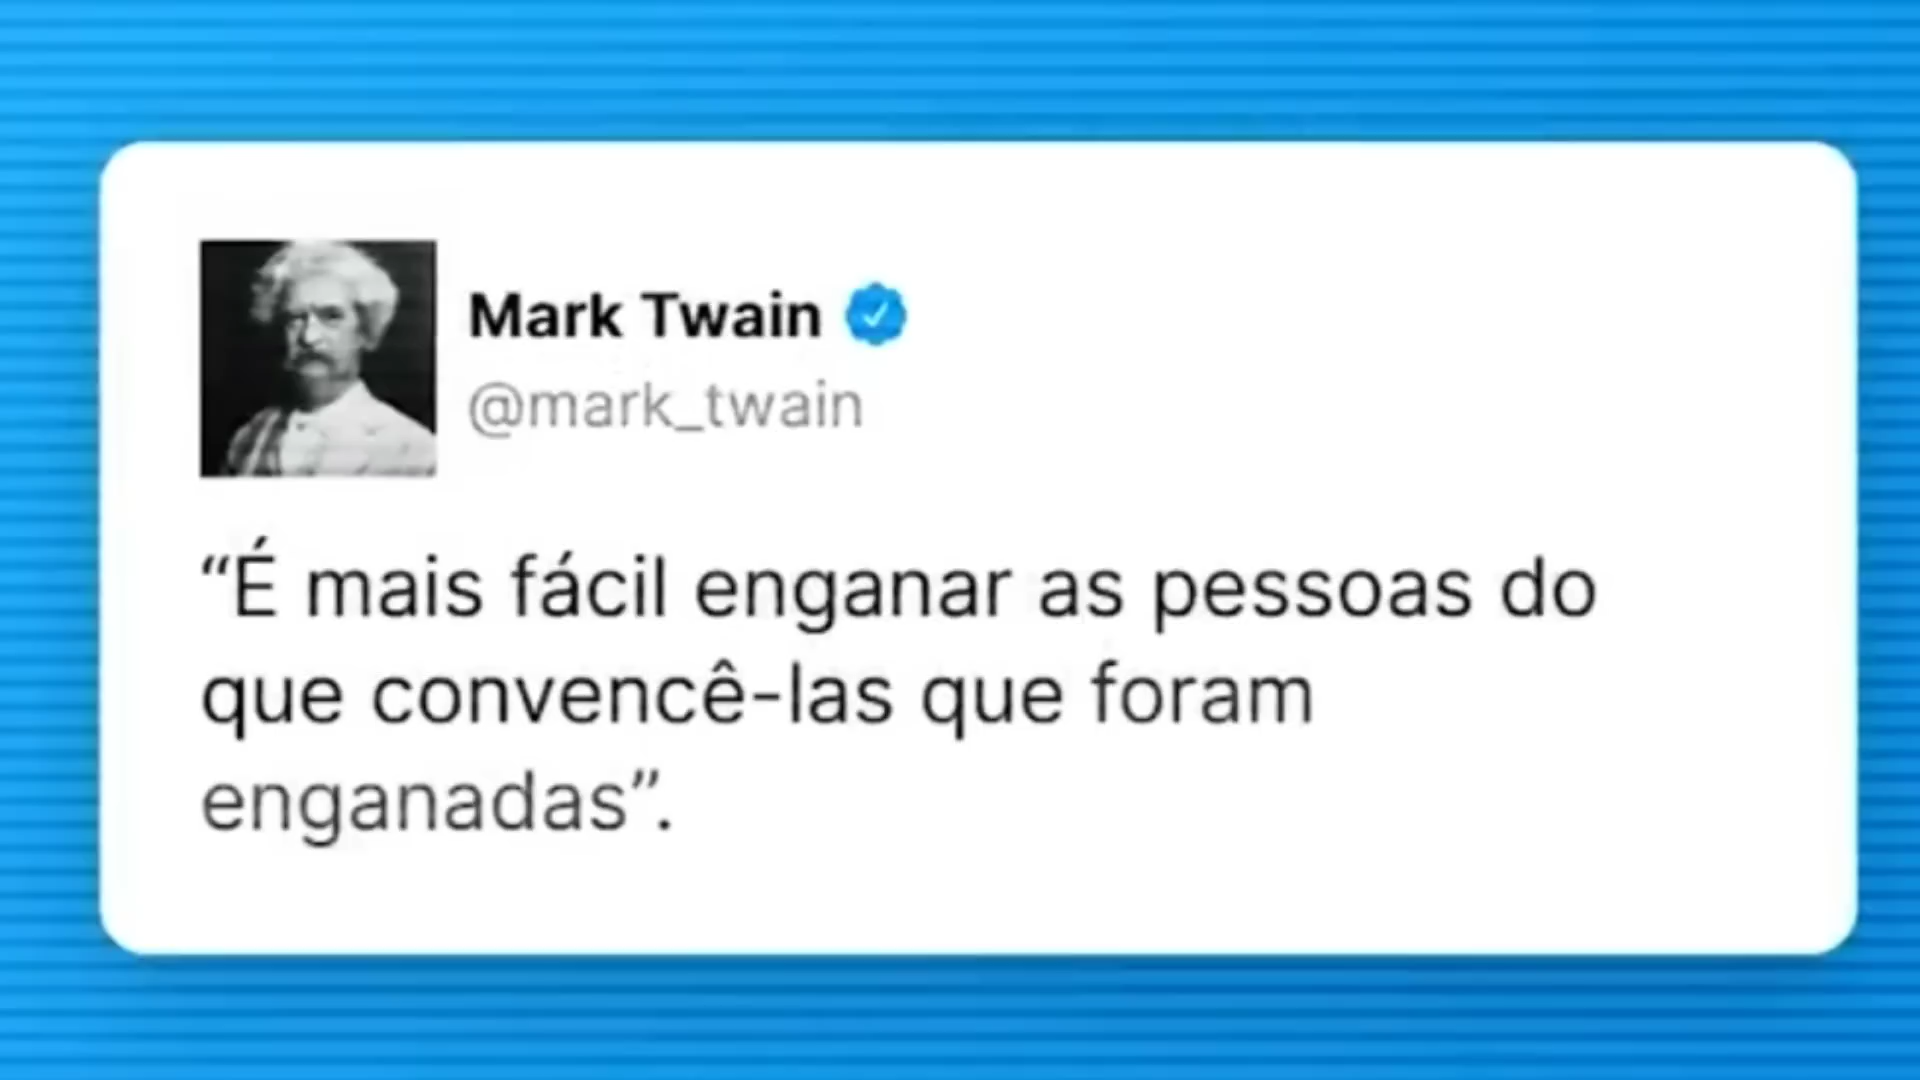 Mark Twain
@mark_twain
“É mais fácil enganar as pessoas do
que convencê-las que foram
enganadas”.